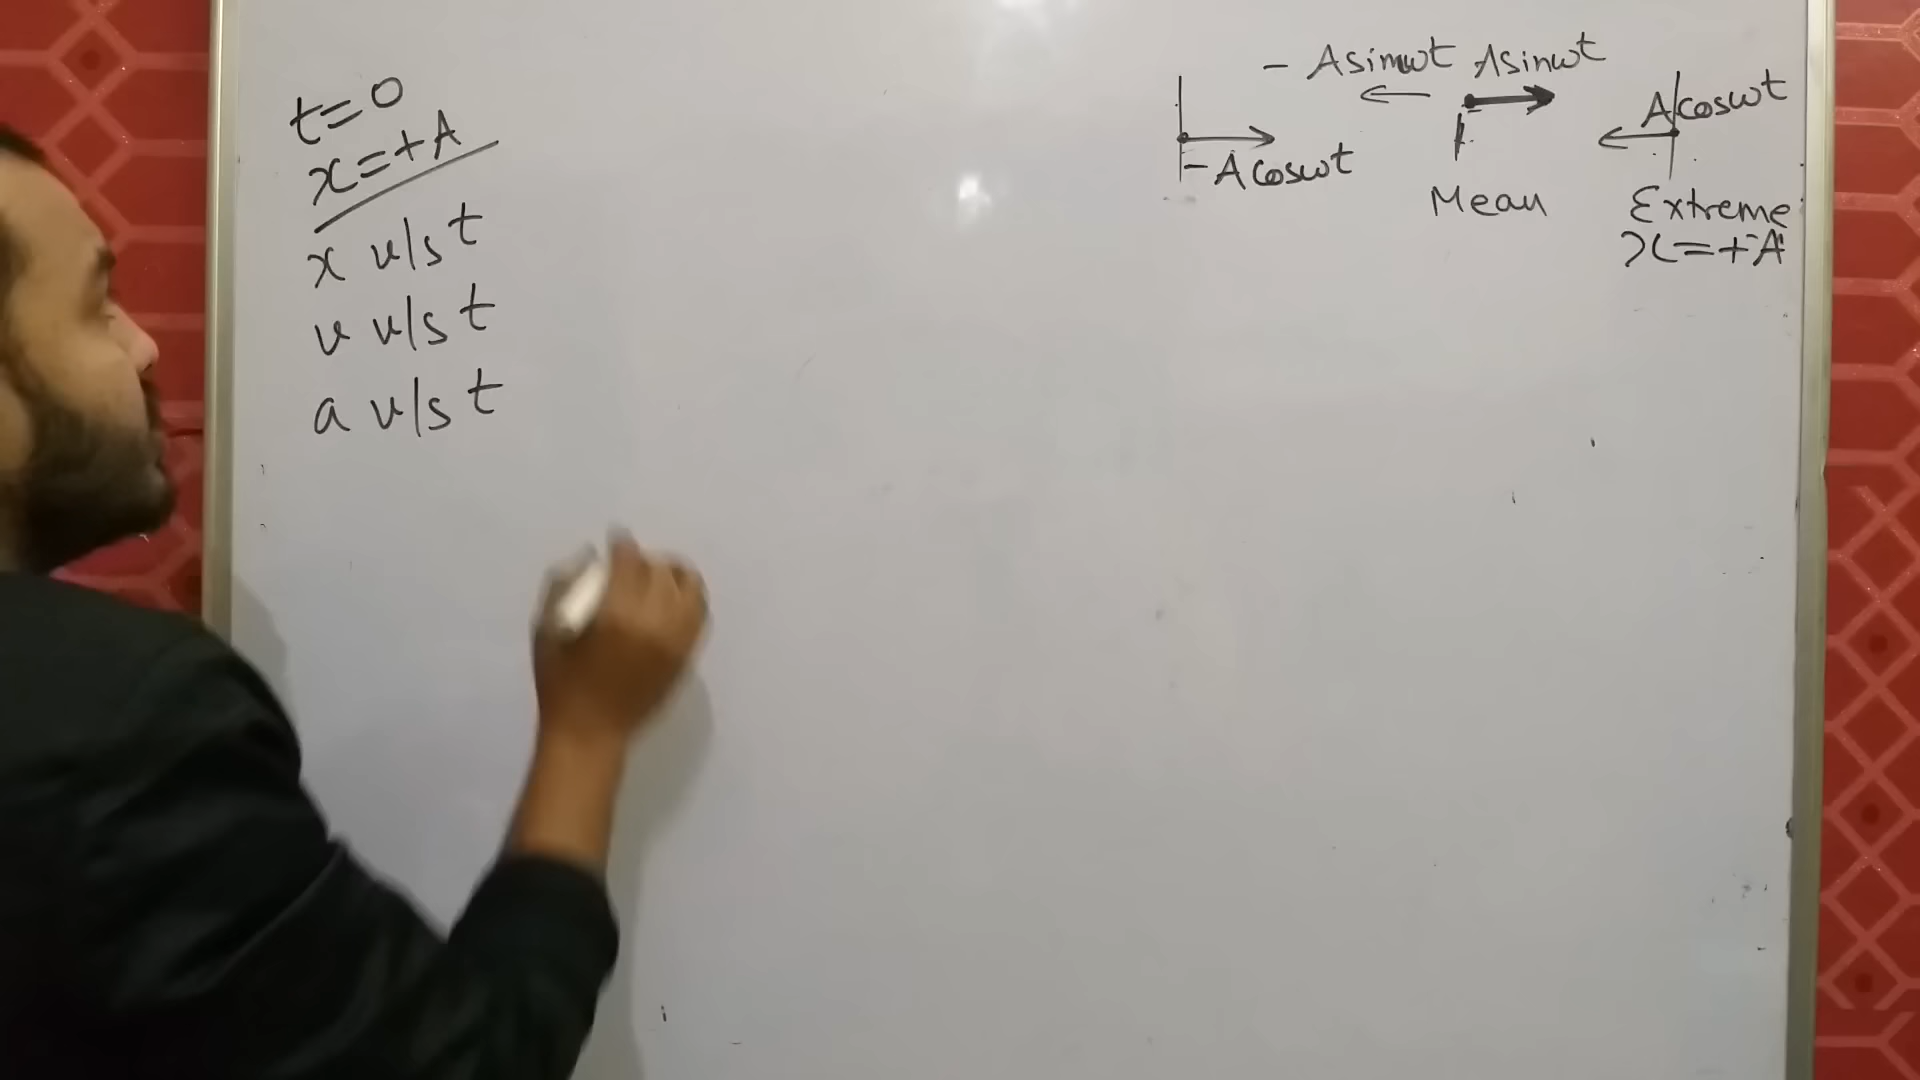 t=0
x=+A
x v/s t
v v/s t
a v/s t
- Asinωt Asinωt
Acosωt
-Acosωt
Mean
Extreme
x=+A